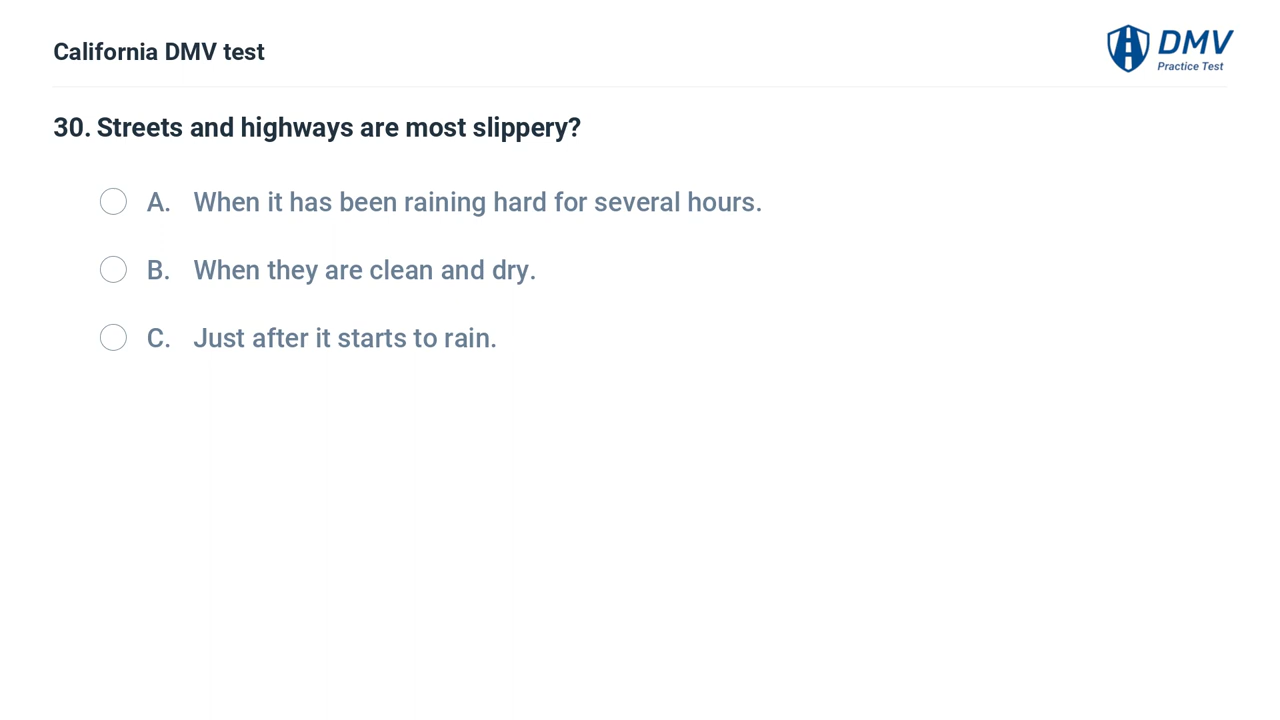 California DMV test
DMV
Practice Test
30. Streets and highways are most slippery?
A. When it has been raining hard for several hours.
B. When they are clean and dry.
C. Just after it starts to rain.